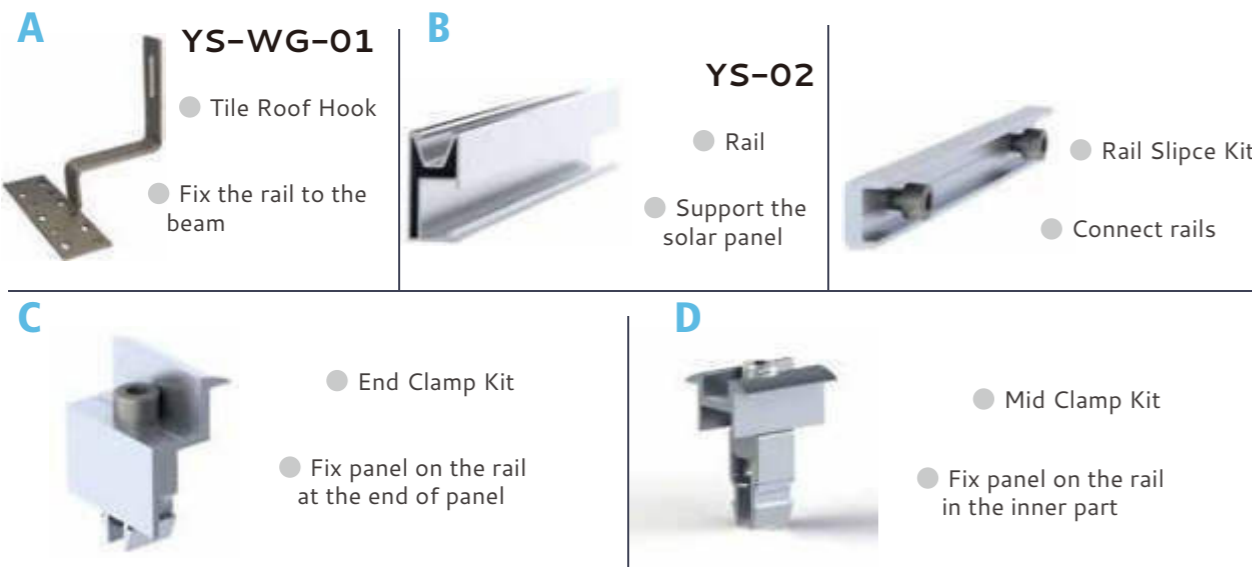 A
YS-WG-01
Tile Roof Hook
Fix the rail to the
beam
B
YS-02
Rail
Support the
solar panel
Rail Slipce Kit
Connect rails
C
End Clamp Kit
Fix panel on the rail
at the end of panel
D
Mid Clamp Kit
Fix panel on the rail
in the inner part